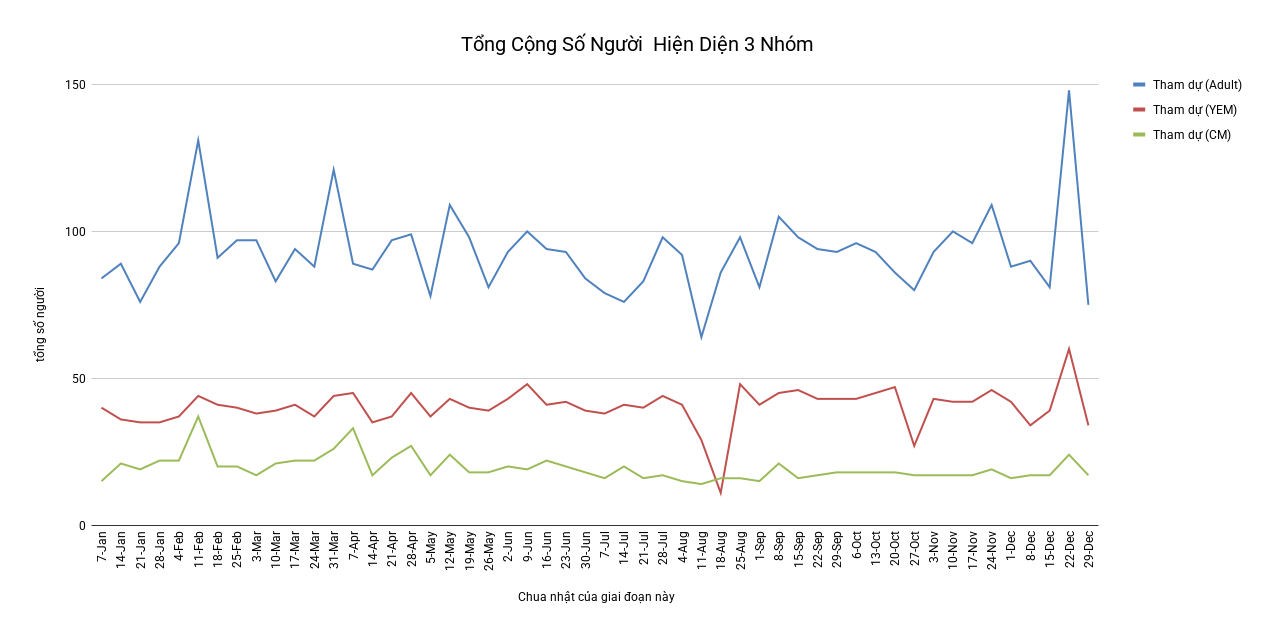 Tổng Cộng Số Người  Hiện Diện 3 Nhóm
150
100
50
0
tổng số người
Tham dự (Adult)
Tham dự (YEM)
Tham dự (CM)
7-Jan
14-Jan
21-Jan
28-Jan
4-Feb
11-Feb
18-Feb
25-Feb
3-Mar
10-Mar
17-Mar
24-Mar
31-Mar
7-Apr
14-Apr
21-Apr
28-Apr
5-May
12-May
19-May
26-May
2-Jun
9-Jun
16-Jun
23-Jun
30-Jun
7-Jul
14-Jul
21-Jul
28-Jul
4-Aug
11-Aug
18-Aug
25-Aug
1-Sep
8-Sep
15-Sep
22-Sep
29-Sep
6-Oct
13-Oct
20-Oct
27-Oct
3-Nov
10-Nov
17-Nov
24-Nov
1-Dec
8-Dec
15-Dec
22-Dec
29-Dec
Chua nhật của giai đoạn này